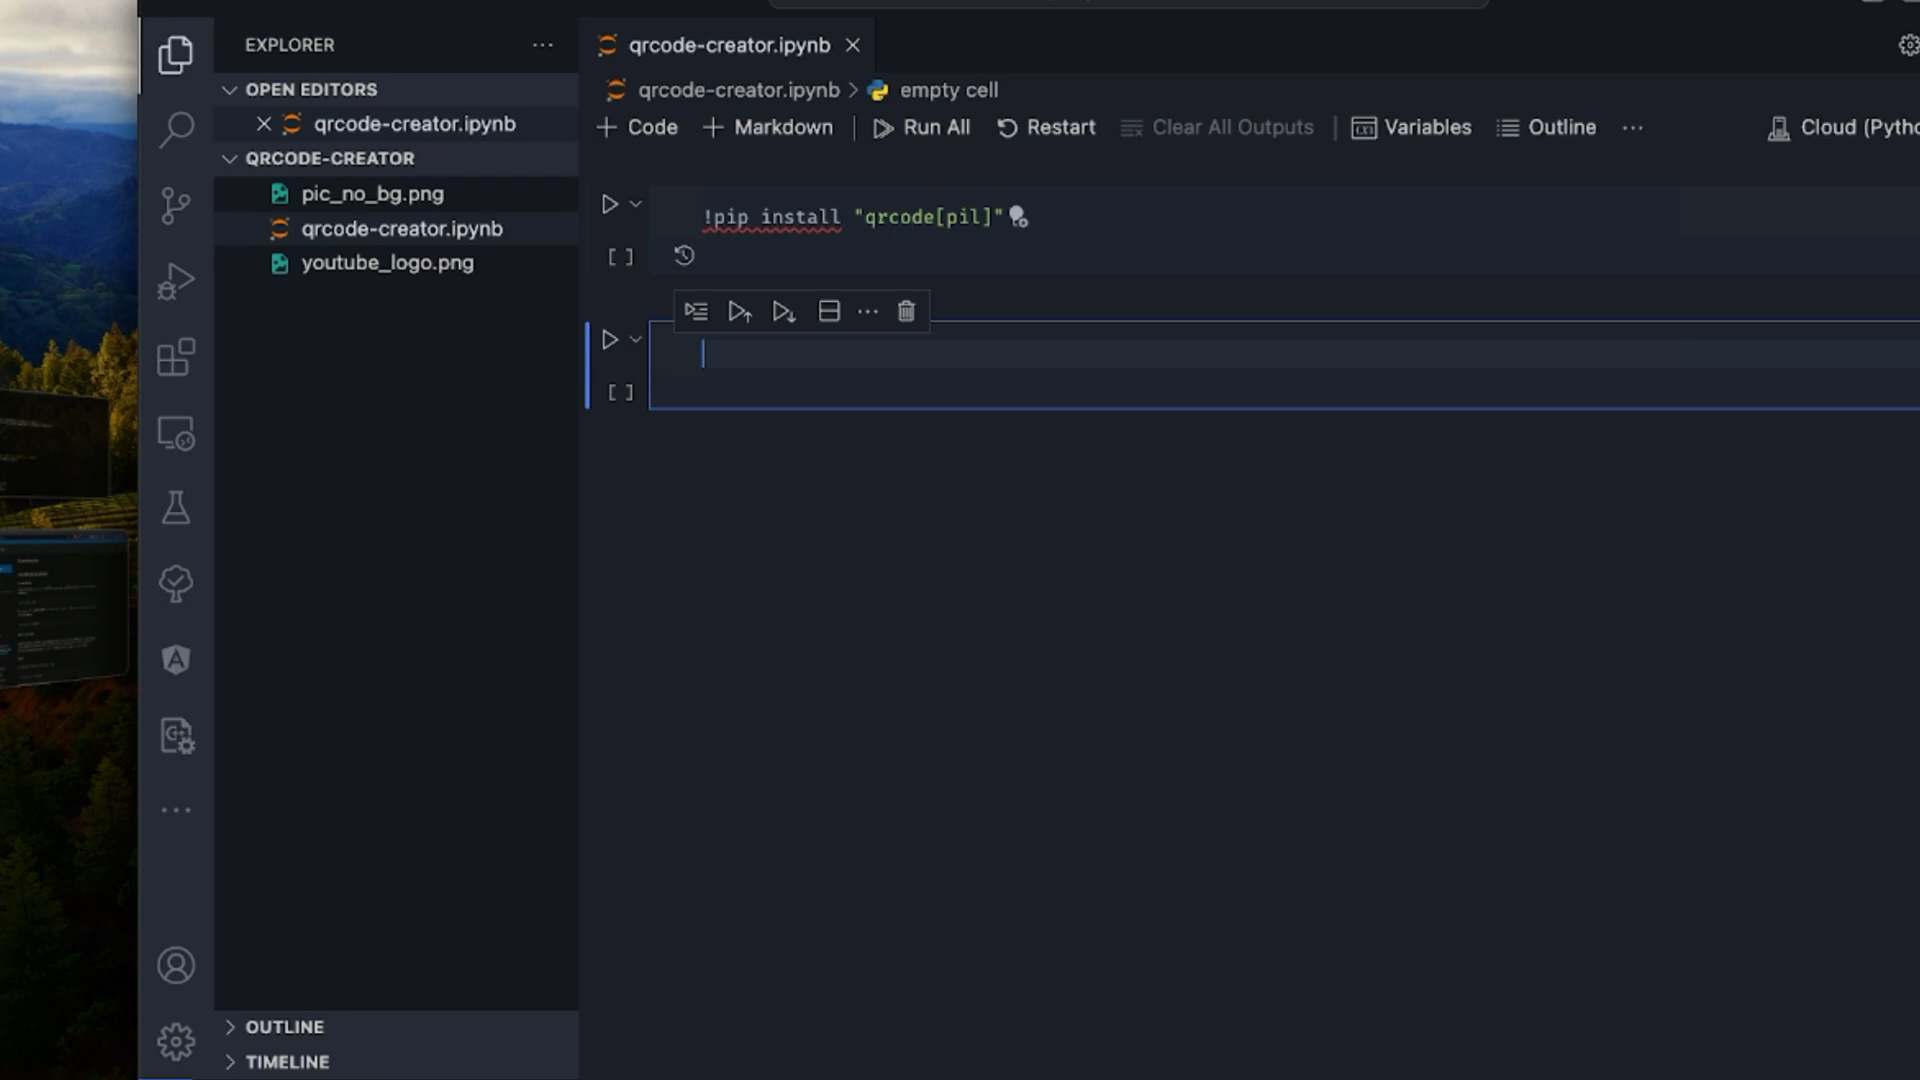 EXPLORER
OPEN EDITORS
qrcode-creator.ipynb
QRCODE-CREATOR
pic_no_bg.png
qrcode-creator.ipynb
youtube_logo.png
OUTLINE
TIMELINE
qrcode-creator.ipynb
qrcode-creator.ipynb > empty cell
+ Code + Markdown | Run All Restart Clear All Outputs | Variables Outline ... Cloud (Pytho
!pip install "qrcode[pil]"
[ ]
[ ]